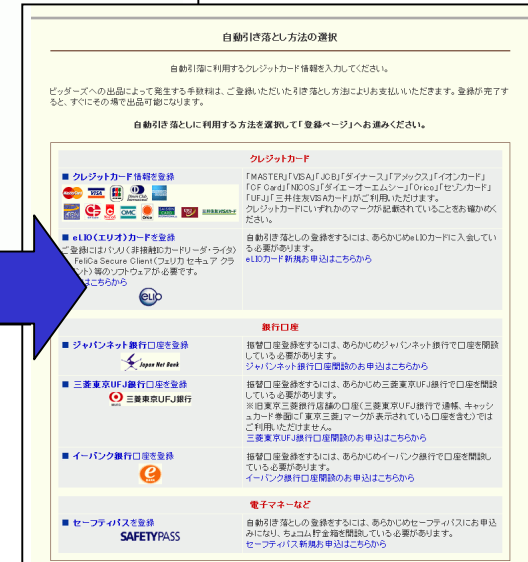 自動引き落とし方法の選択
自動引落に利用するクレジットカード情報を入力してください。
ビッダーズへの出品によって発生する手数料は、ご登録いただいた引き落とし方法によりお支払いいただきます。登録が完了す
ると、すぐにその場で出品可能になります。
自動引き落としに利用する方法を選択して「登録ページ」へお進みください。
クレジットカード
■ クレジットカード情報を登録
MasterCard VISA JCB
OMC
三井住友VISAカード
「MASTER」「VISA」「JCB」「ダイナース」「アメックス」「イオンカード」
「CF Card」「NICOS」「ダイエーオーエムシー」「Orico」「セゾンカード」
「UFJ」「三井住友VISAカード」がご利用いただけます。
クレジットカードにいずれかのマークが記載されていることをお確かめく
ださい。
■ eLIO(エリオ)カードを登録
ご登録にはパソリ(非接触ICカードリーダ・ライタ)
FeliCa Secure Client(フェリカ セキュア クラ
ント)等のソフトウェアが必要です。
はこちらから
eLIO
自動引落としの登録をするには、あらかじめeLIOカードに入会してい
る必要があります。
eLIOカード新規お申込はこちらから
銀行口座
■ ジャパンネット銀行口座を登録
Japan Net Bank
振替口座登録をするには、あらかじめジャパンネット銀行で口座を開設
している必要があります。
ジャパンネット銀行口座開設のお申込はこちらから
■ 三菱東京UFJ銀行口座を登録
三菱東京UFJ銀行
振替口座登録をするには、あらかじめ三菱東京UFJ銀行で口座を開設
している必要があります。
※旧東京三菱銀行店舗の口座(三菱東京UFJ銀行で通帳、キャッシ
ュカード券面に「東京三菱」マークが表示されている口座を含む)では
ご利用いただけません。
三菱東京UFJ銀行口座開設のお申込はこちらから
■ イーバンク銀行口座を登録
振替口座登録をするには、あらかじめイーバンク銀行で口座を開設し
ている必要があります。
イーバンク銀行口座開設のお申込はこちらから
電子マネーなど
■ セーフティパスを登録
SAFETYPASS
自動引落としの登録をするには、あらかじめセーフティパスにお申込
みになり、ちょコム貯金箱を開設している必要があります。
セーフティパス新規お申込はこちらから